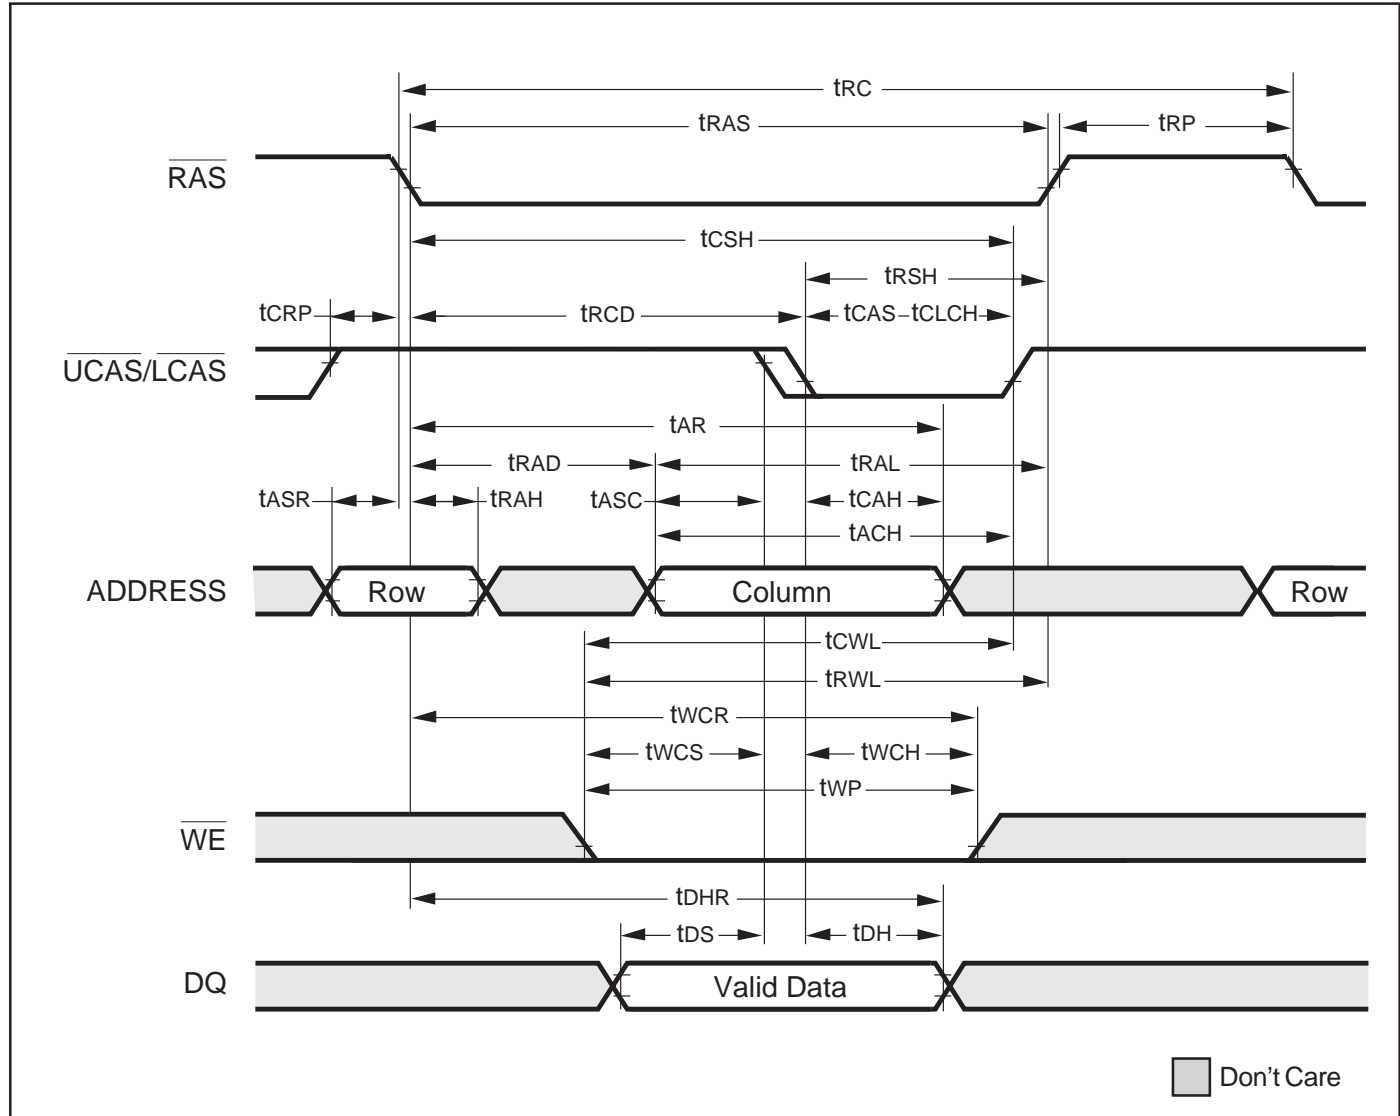 tRC
tRAS
tRP
RAS
tCSH
tRSH
tCRP
tRCD
tCAS
tCLCH
UCAS/LCAS
tAR
tRAD
tRAL
tASR
tRAH
tASC
tCAH
tACH
ADDRESS
Row
Column
Row
tCWL
tRWL
tWCR
tWCS
tWCH
tWP
WE
tDHR
tDS
tDH
DQ
Valid Data
Don't Care